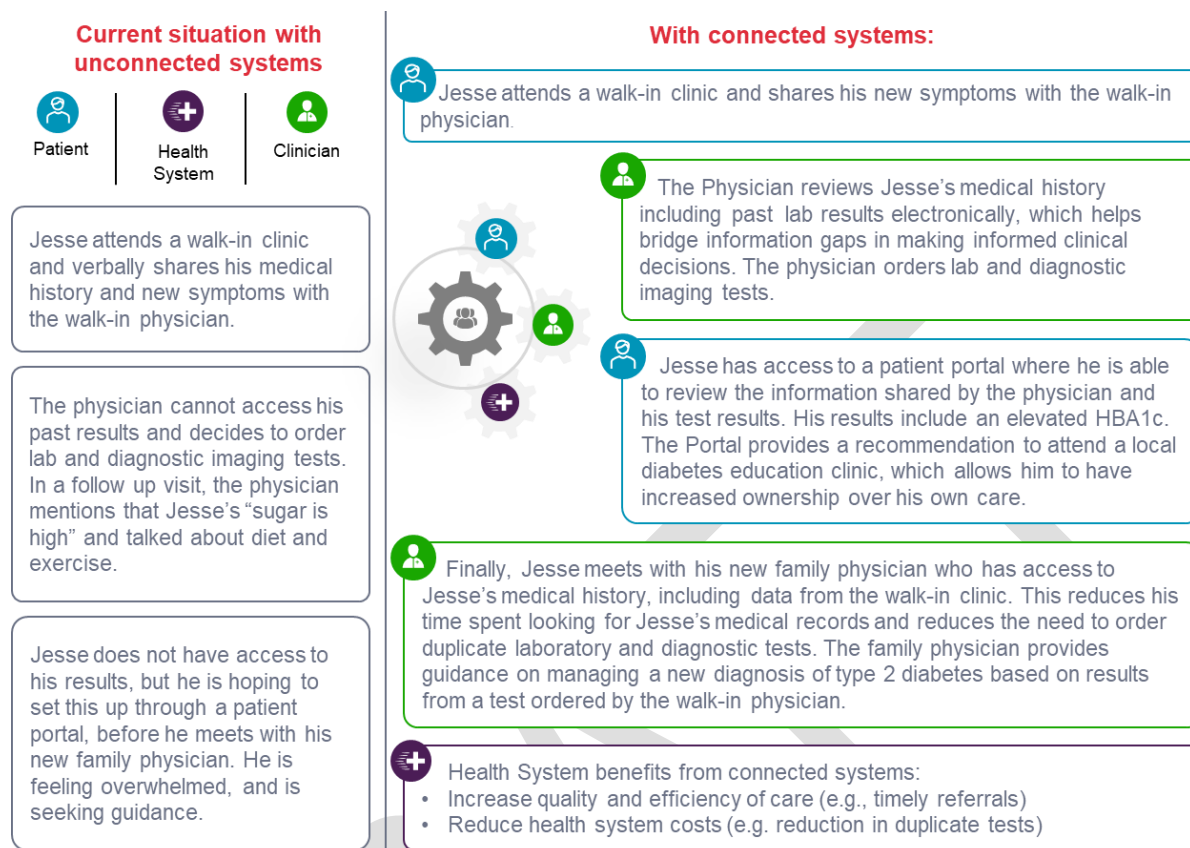 Current situation with
unconnected systems
Patient
Health
System
Clinician
Jesse attends a walk-in clinic
and verbally shares his medical
history and new symptoms with
the walk-in physician.
The physician cannot access his
past results and decides to order
lab and diagnostic imaging tests.
In a follow up visit, the physician
mentions that Jesse’s “sugar is
high” and talked about diet and
exercise.
Jesse does not have access to
his results, but he is hoping to
set this up through a patient
portal, before he meets with his
new family physician. He is
feeling overwhelmed, and is
seeking guidance.
With connected systems:
Jesse attends a walk-in clinic and shares his new symptoms with the walk-in
physician.
The Physician reviews Jesse’s medical history
including past lab results electronically, which helps
bridge information gaps in making informed clinical
decisions. The physician orders lab and diagnostic
imaging tests.
Jesse has access to a patient portal where he is able
to review the information shared by the physician and
his test results. His results include an elevated HBA1c.
The Portal provides a recommendation to attend a local
diabetes education clinic, which allows him to have
increased ownership over his own care.
Finally, Jesse meets with his new family physician who has access to
Jesse’s medical history, including data from the walk-in clinic. This reduces his
time spent looking for Jesse’s medical records and reduces the need to order
duplicate laboratory and diagnostic tests. The family physician provides
guidance on managing a new diagnosis of type 2 diabetes based on results
from a test ordered by the walk-in physician.
Health System benefits from connected systems:
• Increase quality and efficiency of care (e.g., timely referrals)
• Reduce health system costs (e.g. reduction in duplicate tests)